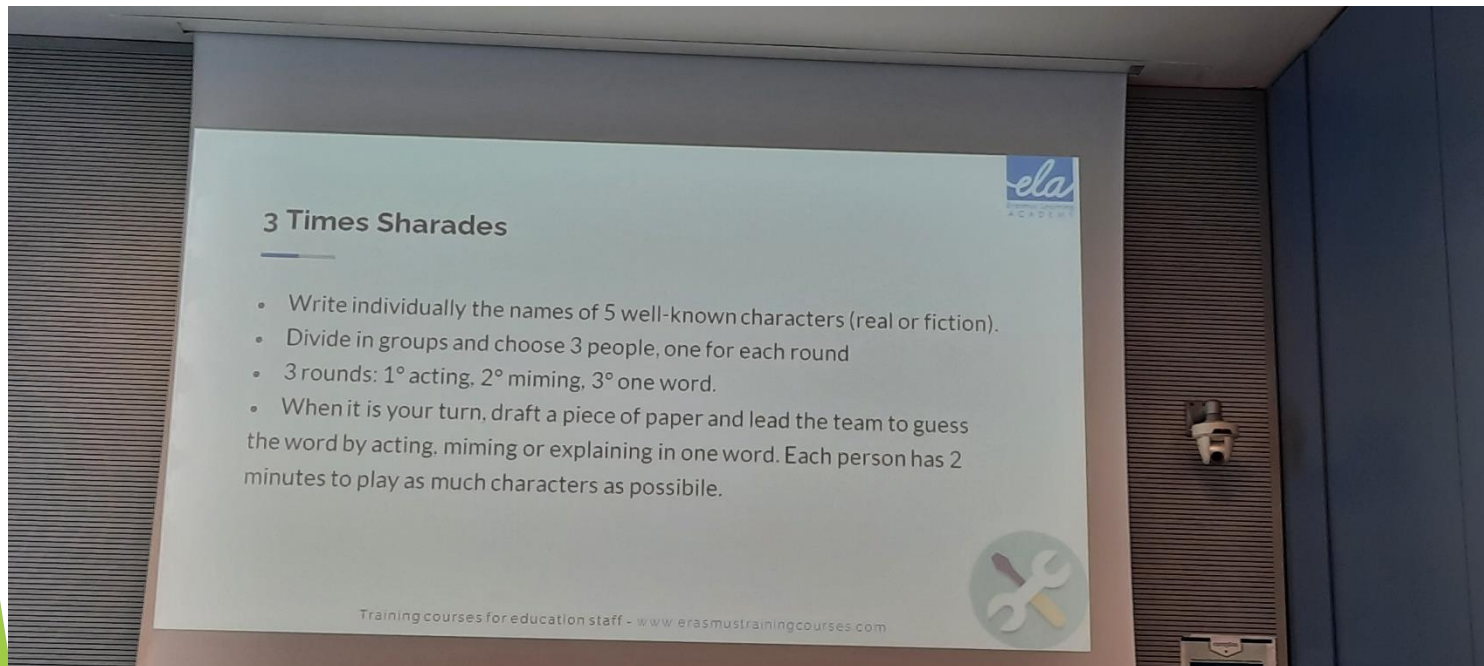 ela
Erasmus Learning
ACADEMY
3 Times Sharades
• Write individually the names of 5 well-known characters (real or fiction).
• Divide in groups and choose 3 people, one for each round
• 3 rounds: 1° acting, 2° miming, 3° one word.
• When it is your turn, draft a piece of paper and lead the team to guess
the word by acting, miming or explaining in one word. Each person has 2
minutes to play as much characters as possibile.
Training courses for education staff - www.erasmustrainingcourses.com